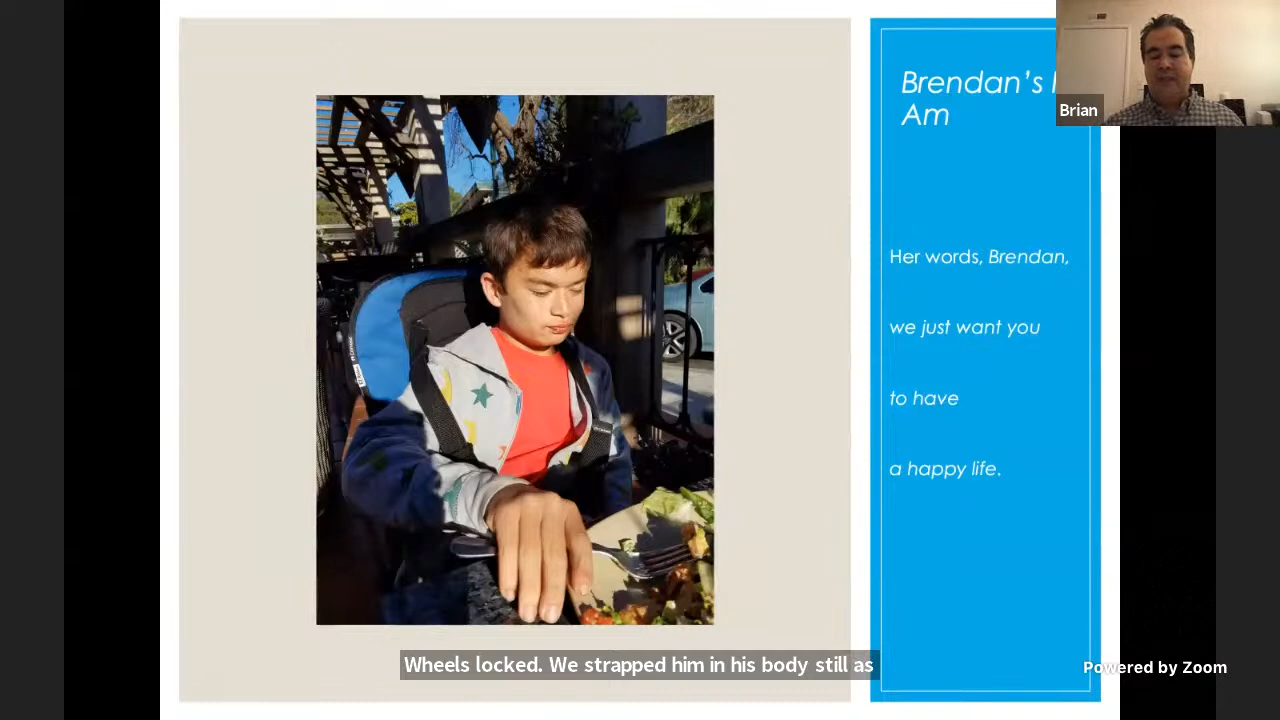 Brendan's
Am
Brian
Her words, Brendan,
we just want you
to have
a happy life.
Wheels locked. We strapped him in his body still as
Powered by Zoom